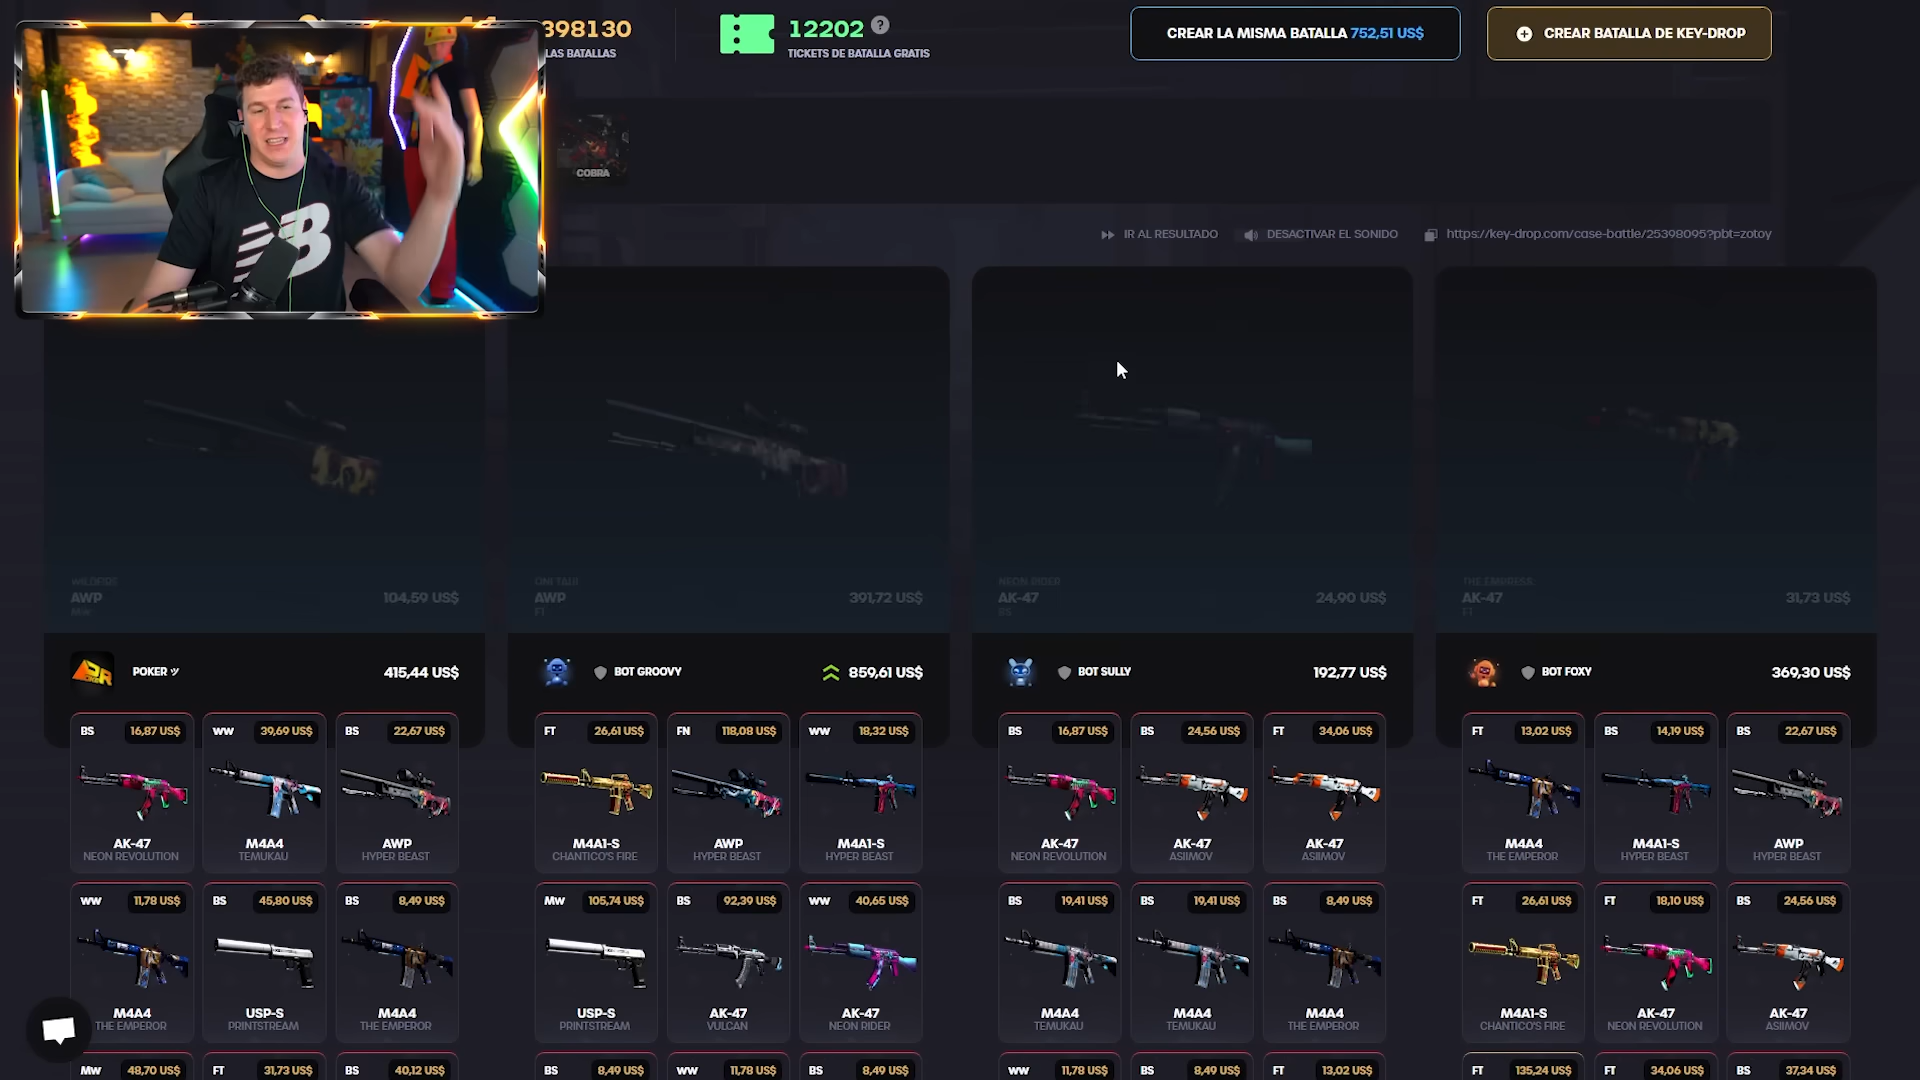 398130
LAS BATALLAS
12202 ?
TICKETS DE BATALLA GRATIS
CREAR LA MISMA BATALLA 752,51 US$
CREAR BATALLA DE KEY-DROP
COBRA
IR AL RESULTADO
DESACTIVAR EL SONIDO
https://key-drop.com/case-battle/25398095?pbt=zotoy
B
WILDFIRE
AWP 104,59 US$
MW
ONI TAIJI
AWP 391,72 US$
FT
NEON RIDER
AK-47 24,90 US$
BS
THE EMPRESS
AK-47 31,73 US$
FT
POKER ツ 415,44 US$
BOT GROOVY 859,61 US$
BOT SULLY 192,77 US$
BOT FOXY 369,30 US$
BS 16,87 US$ WW 39,69 US$ BS 22,67 US$
AK-47 M4A4 AWP
NEON REVOLUTION TEMUKAU HYPER BEAST
FT 26,61 US$ FN 118,08 US$ WW 18,32 US$
M4A1-S AWP M4A1-S
CHANTICO'S FIRE HYPER BEAST HYPER BEAST
BS 16,87 US$ BS 24,56 US$ FT 34,06 US$
AK-47 AK-47 AK-47
NEON REVOLUTION ASIIMOV ASIIMOV
FT 13,02 US$ BS 14,19 US$ BS 22,67 US$
M4A4 M4A1-S AWP
THE EMPEROR HYPER BEAST HYPER BEAST
WW 11,78 US$ BS 45,80 US$ BS 8,49 US$
M4A4 USP-S M4A4
THE EMPEROR PRINTSTREAM THE EMPEROR
MW 105,74 US$ BS 92,39 US$ WW 40,65 US$
USP-S AK-47 AK-47
PRINTSTREAM VULCAN NEON RIDER
BS 19,41 US$ BS 19,41 US$ BS 8,49 US$
M4A4 M4A4 M4A4
TEMUKAU TEMUKAU THE EMPEROR
FT 26,61 US$ FT 18,10 US$ BS 24,56 US$
M4A1-S AK-47 AK-47
CHANTICO'S FIRE NEON REVOLUTION ASIIMOV
MW 48,70 US$ FT 31,73 US$ BS 40,12 US$
BS 8,49 US$ WW 11,78 US$ BS 8,49 US$
WW 11,78 US$ BS 8,49 US$ FT 13,02 US$
FT 135,24 US$ FT 34,06 US$ BS 37,34 US$